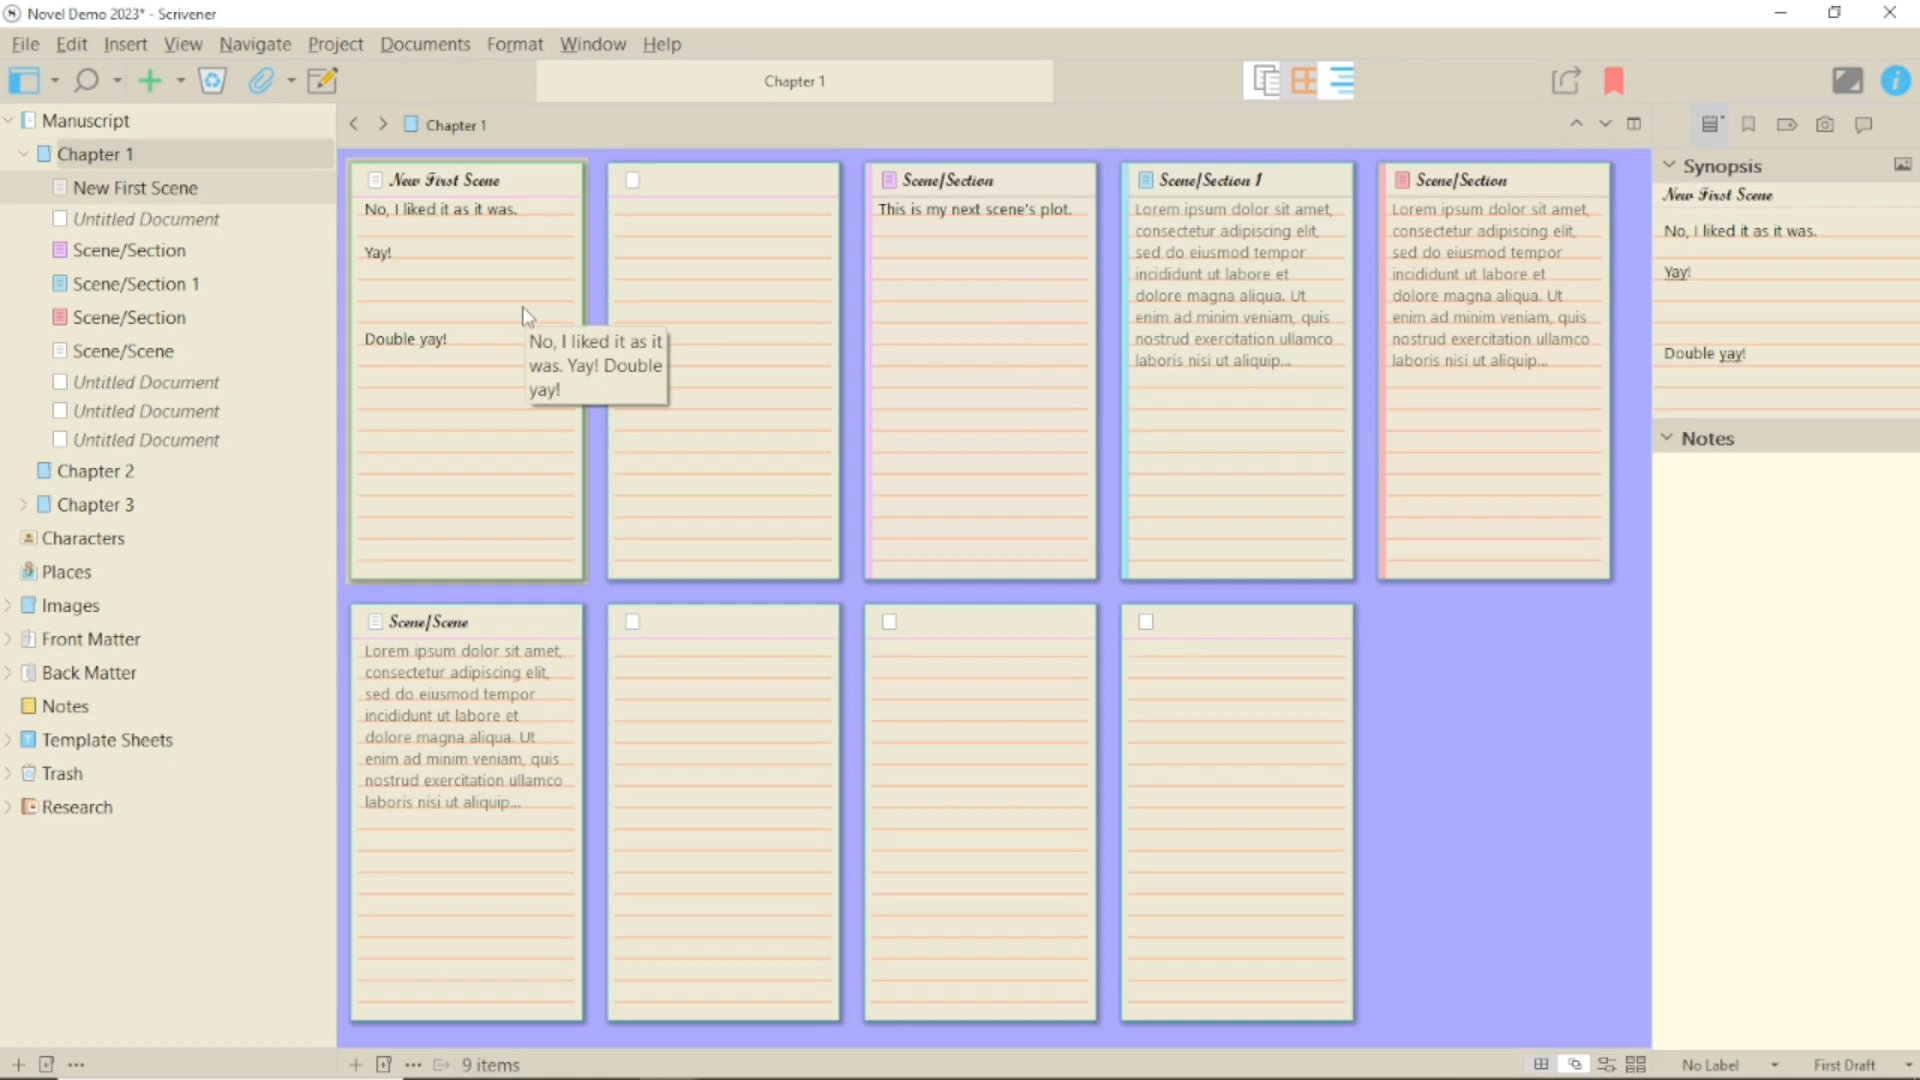 Novel Demo 2023* - Scrivener
File Edit Insert View Navigate Project Documents Format Window Help
Chapter 1
Manuscript
Chapter 1
New First Scene
Untitled Document
Scene/Section
Scene/Section 1
Scene/Section
Scene/Scene
Untitled Document
Untitled Document
Untitled Document
Chapter 2
Chapter 3
Characters
Places
Images
Front Matter
Back Matter
Notes
Template Sheets
Trash
Research
Chapter 1
New First Scene
No, I liked it as it was.
Yay!
Double yay!
No, I liked it as it
was. Yay! Double
yay!
Scene/Section
This is my next scene's plot.
Scene/Section 1
Lorem ipsum dolor sit amet,
consectetur adipiscing elit,
sed do eiusmod tempor
incididunt ut labore et
dolore magna aliqua. Ut
enim ad minim veniam, quis
nostrud exercitation ullamco
laboris nisi ut aliquip...
Scene/Section
Lorem ipsum dolor sit amet,
consectetur adipiscing elit,
sed do eiusmod tempor
incididunt ut labore et
dolore magna aliqua. Ut
enim ad minim veniam, quis
nostrud exercitation ullamco
laboris nisi ut aliquip...
Scene/Scene
Lorem ipsum dolor sit amet,
consectetur adipiscing elit,
sed do eiusmod tempor
incididunt ut labore et
dolore magna aliqua. Ut
enim ad minim veniam, quis
nostrud exercitation ullamco
laboris nisi ut aliquip...
9 items
Synopsis
New First Scene
No, I liked it as it was.
Yay!
Double yay!
Notes
No Label
First Draft